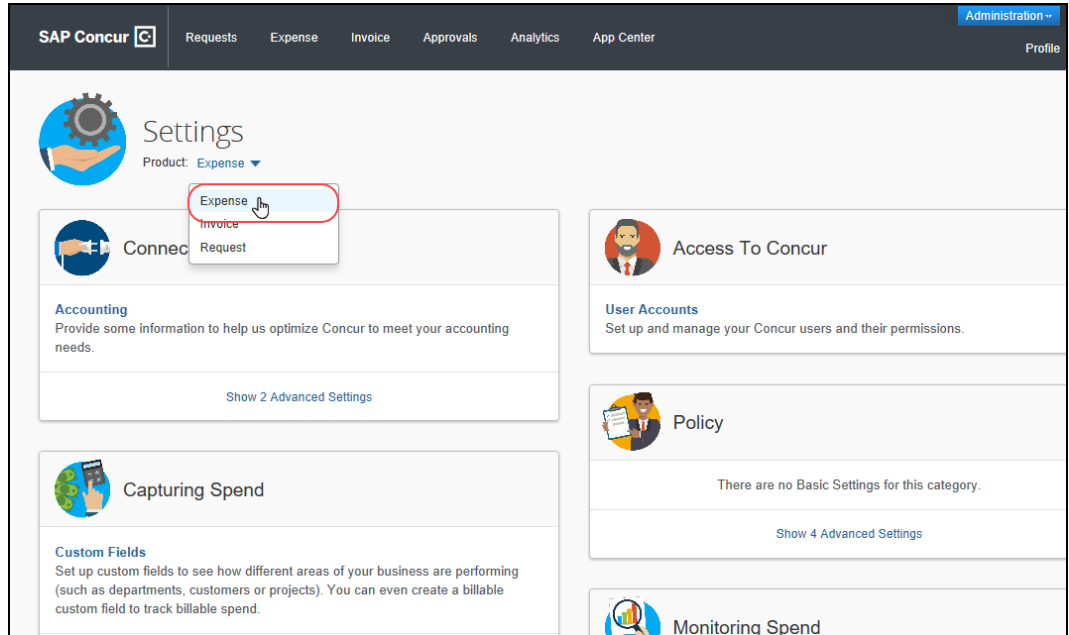 Administration
SAP Concur C Requests Expense Invoice Approvals Analytics App Center
Profile
Settings
Product: Expense
Expense
Invoice
Request
Connec
Accounting
Provide some information to help us optimize Concur to meet your accounting
needs.
Show 2 Advanced Settings
Capturing Spend
Custom Fields
Set up custom fields to see how different areas of your business are performing
(such as departments, customers or projects). You can even create a billable
custom field to track billable spend.
Access To Concur
User Accounts
Set up and manage your Concur users and their permissions.
Policy
There are no Basic Settings for this category.
Show 4 Advanced Settings
Monitoring Spend